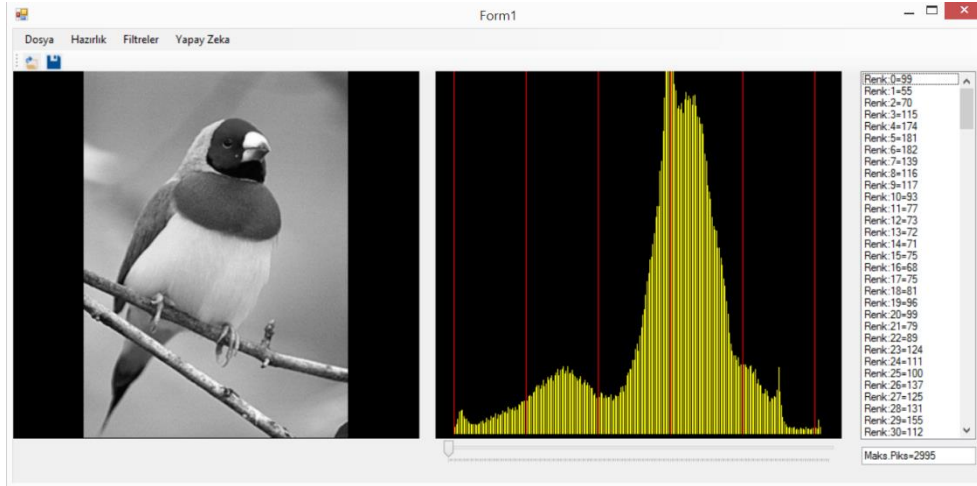 Form1
Dosya Hazırlık Filtreler Yapay Zeka
Renk:0=99
Renk:1=55
Renk:2=70
Renk:3=115
Renk:4=174
Renk:5=181
Renk:6=182
Renk:7=139
Renk:8=116
Renk:9=117
Renk:10=93
Renk:11=77
Renk:12=73
Renk:13=72
Renk:14=71
Renk:15=75
Renk:16=68
Renk:17=75
Renk:18=81
Renk:19=96
Renk:20=99
Renk:21=79
Renk:22=89
Renk:23=124
Renk:24=111
Renk:25=100
Renk:26=137
Renk:27=125
Renk:28=131
Renk:29=155
Renk:30=112
Maks.Piks=2995